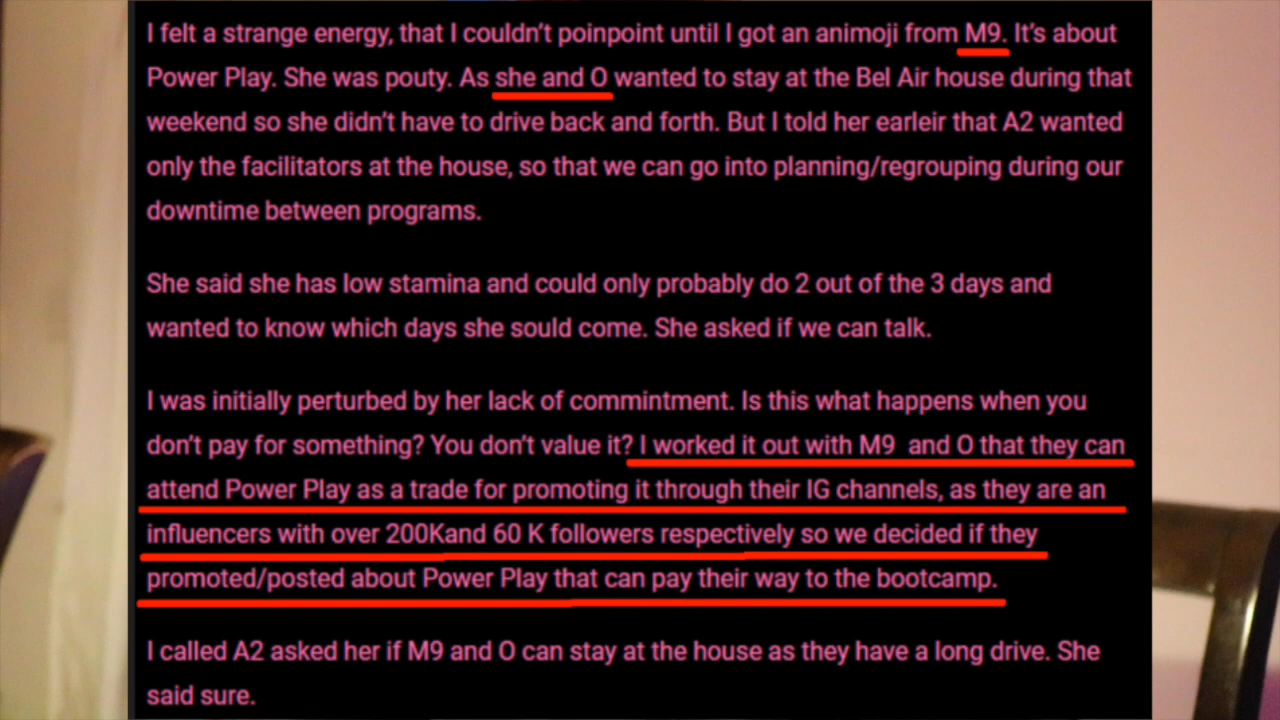 I felt a strange energy, that I couldn’t poinpoint until I got an animoji from M9. It’s about
Power Play. She was pouty. As she and O wanted to stay at the Bel Air house during that
weekend so she didn’t have to drive back and forth. But I told her earleir that A2 wanted
only the facilitators at the house, so that we can go into planning/regrouping during our
downtime between programs.
She said she has low stamina and could only probably do 2 out of the 3 days and
wanted to know which days she sould come. She asked if we can talk.
I was initially perturbed by her lack of commintment. Is this what happens when you
don’t pay for something? You don’t value it? I worked it out with M9  and O that they can
attend Power Play as a trade for promoting it through their IG channels, as they are an
influencers with over 200Kand 60 K followers respectively so we decided if they
promoted/posted about Power Play that can pay their way to the bootcamp.
I called A2 asked her if M9 and O can stay at the house as they have a long drive. She
said sure.